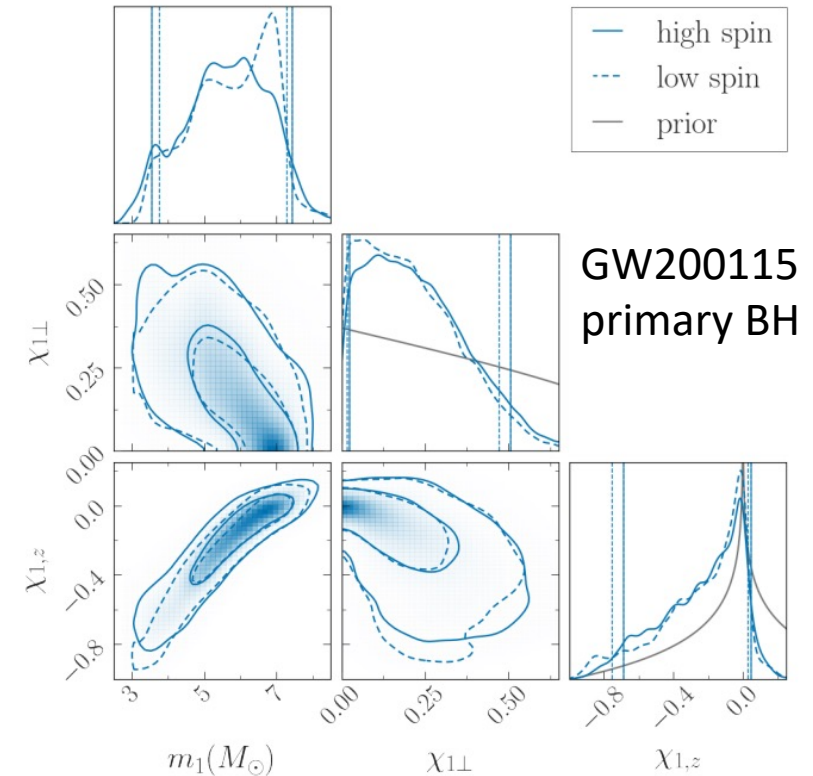 high spin
low spin
prior
GW200115
primary BH
χ₁⊥
0.50
0.25
0.00
χ₁,z
0.0
−0.4
−0.8
3 5 7 0.00 0.25 0.50 −0.8 −0.4 0.0
m₁(M⊙) χ₁⊥ χ₁,z